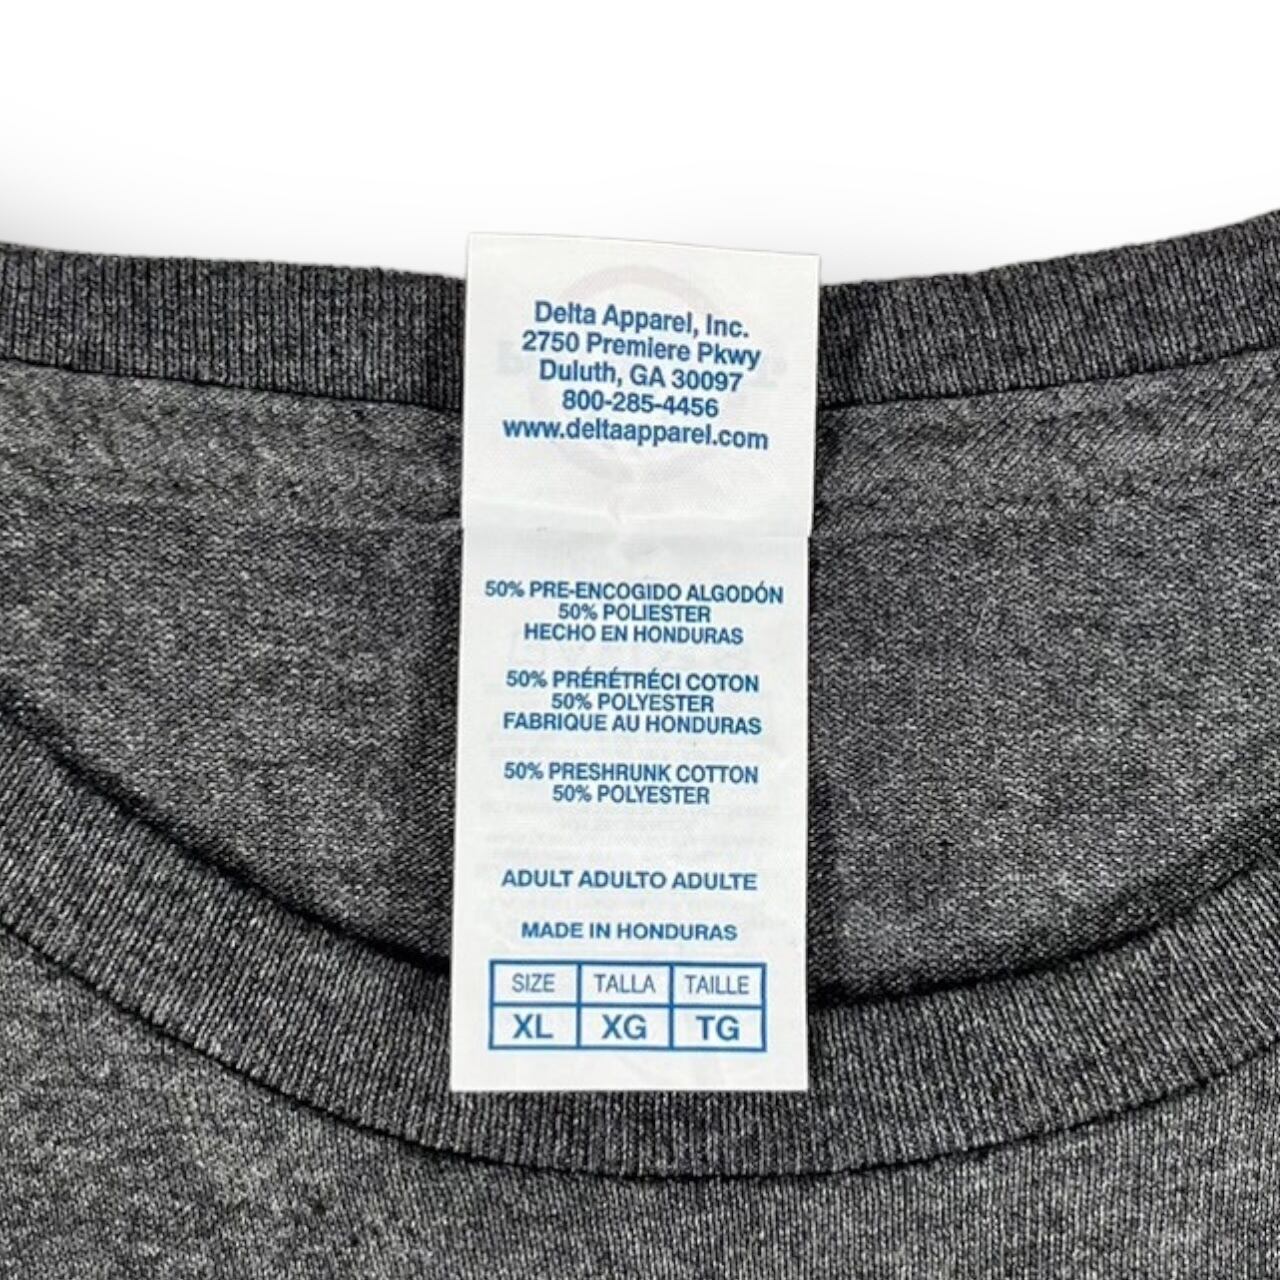 Delta Apparel, Inc.
2750 Premiere Pkwy
Duluth, GA 30097
800-285-4456
www.deltaapparel.com
50% PRE-ENCOGIDO ALGODÓN
50% POLIESTER
HECHO EN HONDURAS
50% PRÉRÉTRÉCI COTON
50% POLYESTER
FABRIQUE AU HONDURAS
50% PRESHRUNK COTTON
50% POLYESTER
ADULT ADULTO ADULTE
MADE IN HONDURAS
SIZE TALLA TAILLE
XL XG TG